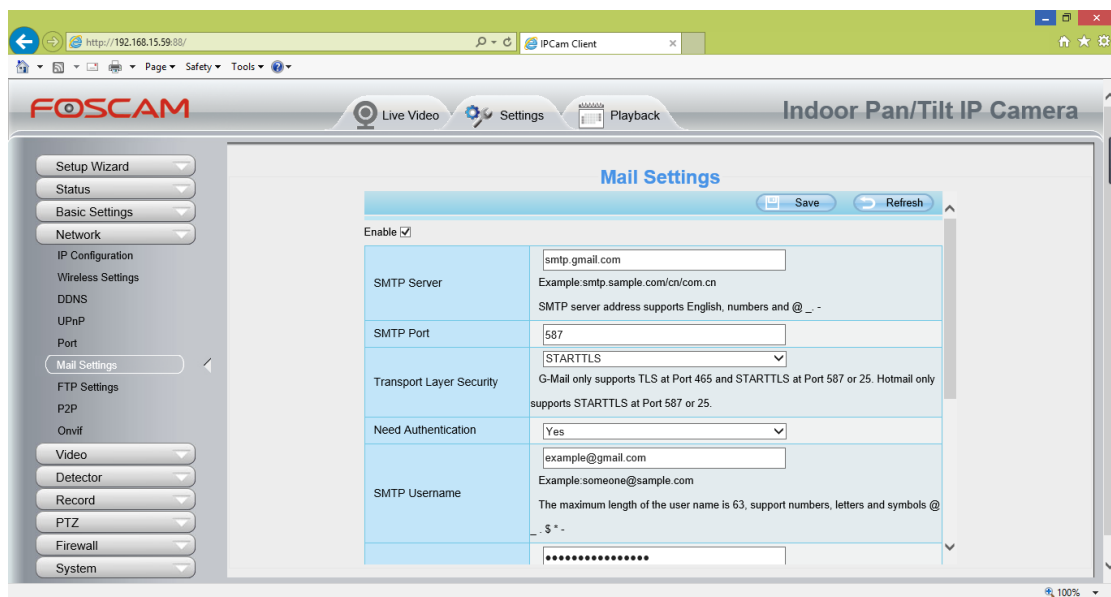 http://192.168.15.59:88/
IPCam Client
Page Safety Tools
FOSCAM
Live Video
Settings
Playback
Indoor Pan/Tilt IP Camera
Setup Wizard
Status
Basic Settings
Network
IP Configuration
Wireless Settings
DDNS
UPnP
Port
Mail Settings
FTP Settings
P2P
Onvif
Video
Detector
Record
PTZ
Firewall
System
Mail Settings
Save
Refresh
Enable
SMTP Server
smtp.gmail.com
Example:smtp.sample.com/cn/com.cn
SMTP server address supports English, numbers and @ _. -
SMTP Port
587
Transport Layer Security
STARTTLS
G-Mail only supports TLS at Port 465 and STARTTLS at Port 587 or 25. Hotmail only
supports STARTTLS at Port 587 or 25.
Need Authentication
Yes
SMTP Username
example@gmail.com
Example:someone@sample.com
The maximum length of the user name is 63, support numbers, letters and symbols @
_ . $ * -
••••••••••••••••
100%